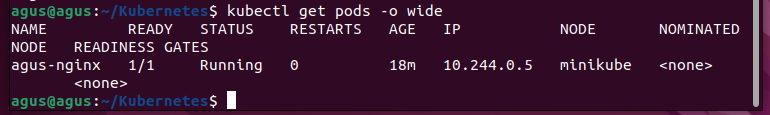 agus@agus:~/Kubernetes$ kubectl get pods -o wide
NAME         READY   STATUS    RESTARTS   AGE   IP           NODE       NOMINATED
NODE   READINESS GATES
agus-nginx   1/1     Running   0          18m   10.244.0.5   minikube   <none>
       <none>
agus@agus:~/Kubernetes$